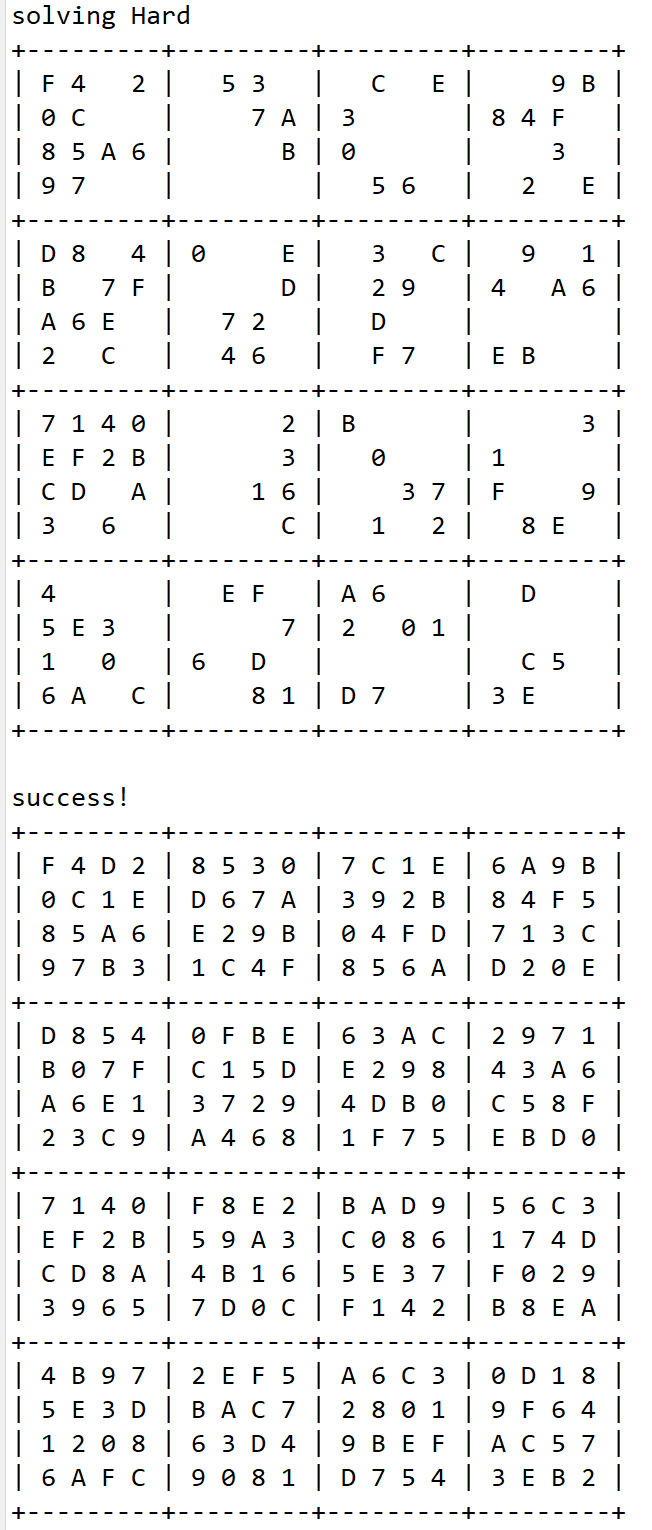 solving Hard
+---------+---------+---------+---------+
| F 4   2 |   5 3   |   C   E |     9 B |
| 0 C     |     7 A | 3       | 8 4 F   |
| 8 5 A 6 |       B | 0       |     3   |
| 9 7     |         |   5 6   |   2   E |
+---------+---------+---------+---------+
| D 8   4 | 0     E |   3   C |   9   1 |
| B   7 F |       D |   2 9   | 4   A 6 |
| A 6 E   |   7 2   |   D     |         |
| 2   C   |   4 6   |   F 7   | E B     |
+---------+---------+---------+---------+
| 7 1 4 0 |       2 | B       |       3 |
| E F 2 B |       3 |   0     | 1       |
| C D   A |     1 6 |     3 7 | F     9 |
| 3   6   |       C |   1   2 |   8 E   |
+---------+---------+---------+---------+
| 4       |   E F   | A 6     |   D     |
| 5 E 3   |       7 | 2   0 1 |         |
| 1   0   | 6   D   |         |   C 5   |
| 6 A   C |     8 1 | D 7     | 3 E     |
+---------+---------+---------+---------+
success!
+---------+---------+---------+---------+
| F 4 D 2 | 8 5 3 0 | 7 C 1 E | 6 A 9 B |
| 0 C 1 E | D 6 7 A | 3 9 2 B | 8 4 F 5 |
| 8 5 A 6 | E 2 9 B | 0 4 F D | 7 1 3 C |
| 9 7 B 3 | 1 C 4 F | 8 5 6 A | D 2 0 E |
+---------+---------+---------+---------+
| D 8 5 4 | 0 F B E | 6 3 A C | 2 9 7 1 |
| B 0 7 F | C 1 5 D | E 2 9 8 | 4 3 A 6 |
| A 6 E 1 | 3 7 2 9 | 4 D B 0 | C 5 8 F |
| 2 3 C 9 | A 4 6 8 | 1 F 7 5 | E B D 0 |
+---------+---------+---------+---------+
| 7 1 4 0 | F 8 E 2 | B A D 9 | 5 6 C 3 |
| E F 2 B | 5 9 A 3 | C 0 8 6 | 1 7 4 D |
| C D 8 A | 4 B 1 6 | 5 E 3 7 | F 0 2 9 |
| 3 9 6 5 | 7 D 0 C | F 1 4 2 | B 8 E A |
+---------+---------+---------+---------+
| 4 B 9 7 | 2 E F 5 | A 6 C 3 | 0 D 1 8 |
| 5 E 3 D | B A C 7 | 2 8 0 1 | 9 F 6 4 |
| 1 2 0 8 | 6 3 D 4 | 9 B E F | A C 5 7 |
| 6 A F C | 9 0 8 1 | D 7 5 4 | 3 E B 2 |
+---------+---------+---------+---------+